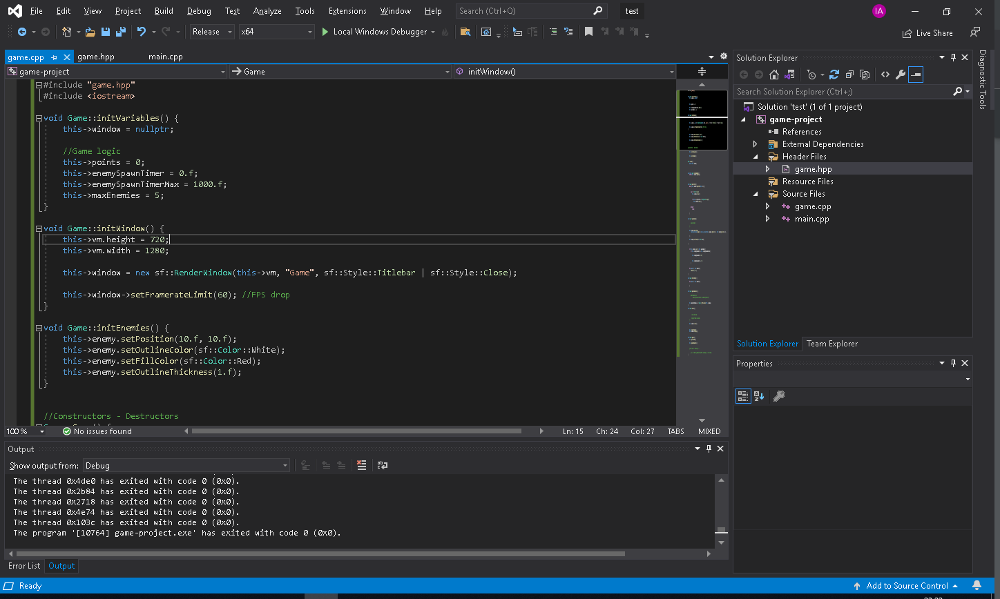 File Edit View Project Build Debug Test Analyze Tools Extensions Window Help Search (Ctrl+Q) test IA
Release x64 Local Windows Debugger Live Share
game.cpp game.hpp main.cpp
game-project Game initWindow()
#include "game.hpp"
#include <iostream>
void Game::initVariables() {
this->window = nullptr;
//Game logic
this->points = 0;
this->enemySpawnTimer = 0.f;
this->enemySpawnTimerMax = 1000.f;
this->maxEnemies = 5;
}
void Game::initWindow() {
this->vm.height = 720;
this->vm.width = 1280;
this->window = new sf::RenderWindow(this->vm, "Game", sf::Style::Titlebar | sf::Style::Close);
this->window->setFramerateLimit(60); //FPS drop
}
void Game::initEnemies() {
this->enemy.setPosition(10.f, 10.f);
this->enemy.setOutlineColor(sf::Color::White);
this->enemy.setFillColor(sf::Color::Red);
this->enemy.setOutlineThickness(1.f);
}
//Constructors - Destructors
100 % No issues found Ln: 15 Ch: 24 Col: 27 TABS MIXED
Output
Show output from: Debug
The thread 0x4de0 has exited with code 0 (0x0).
The thread 0x2b84 has exited with code 0 (0x0).
The thread 0x2718 has exited with code 0 (0x0).
The thread 0x4e74 has exited with code 0 (0x0).
The thread 0x103c has exited with code 0 (0x0).
The program '[10764] game-project.exe' has exited with code 0 (0x0).
Error List Output
Solution Explorer
Search Solution Explorer (Ctrl+;)
Solution 'test' (1 of 1 project)
game-project
References
External Dependencies
Header Files
game.hpp
Resource Files
Source Files
game.cpp
main.cpp
Solution Explorer Team Explorer
Properties
Diagnostic Tools
Ready Add to Source Control